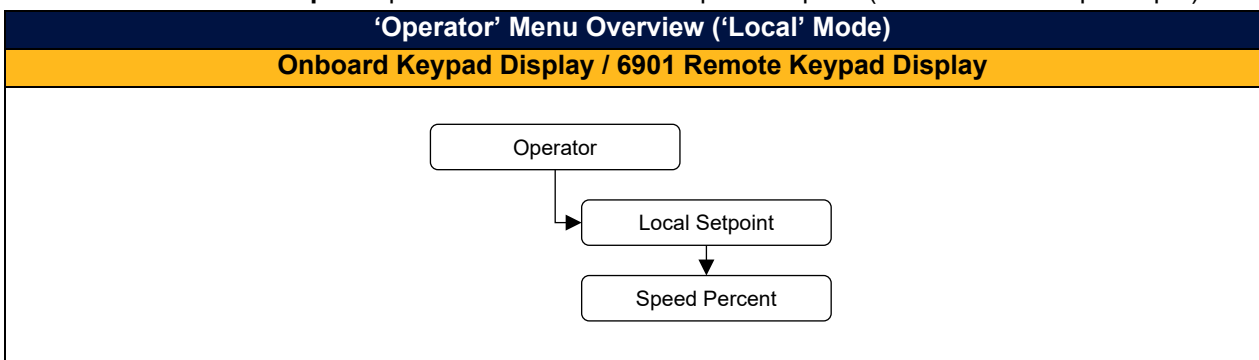 ‘Operator’ Menu Overview (‘Local’ Mode)
Onboard Keypad Display / 6901 Remote Keypad Display
Operator
Local Setpoint
Speed Percent